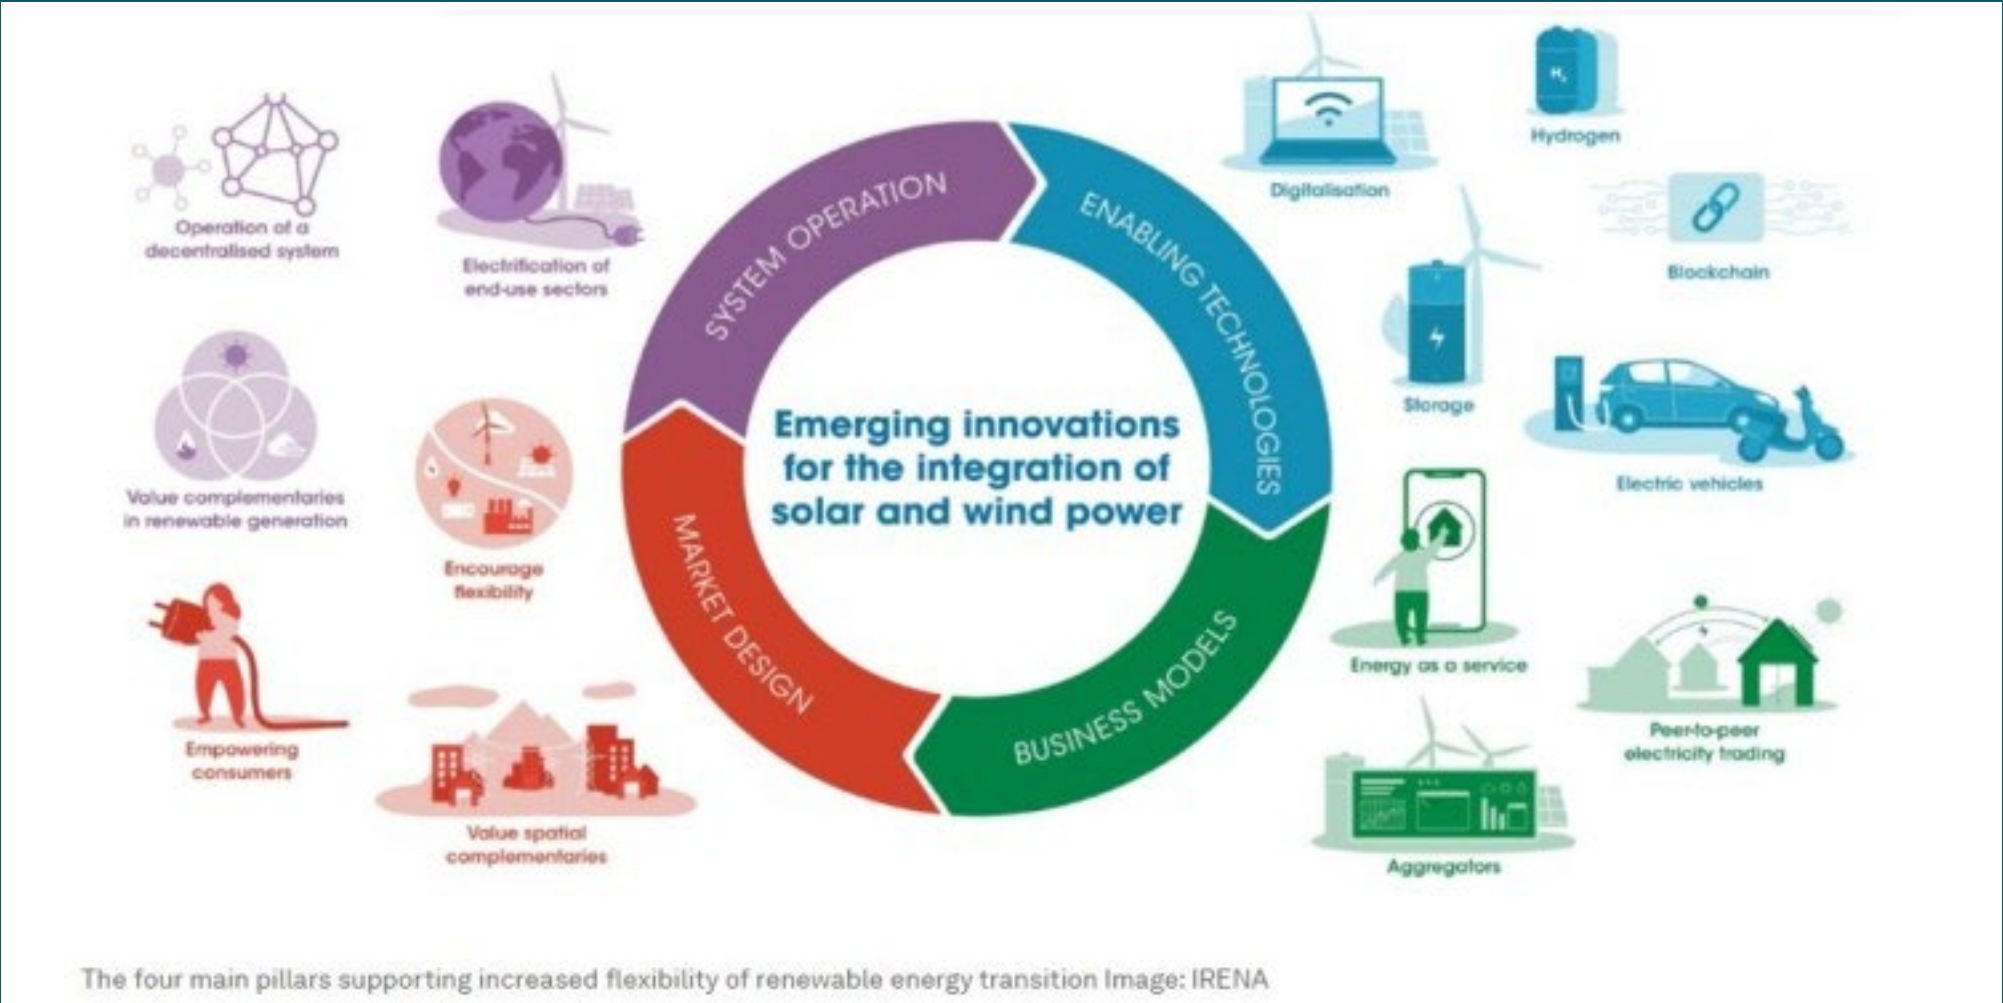 Operation of a
decentralised system
Electrification of
end-use sectors
Value complementaries
in renewable generation
Encourage
flexibility
Empowering
consumers
Value spatial
complementaries
SYSTEM OPERATION
ENABLING TECHNOLOGIES
BUSINESS MODELS
MARKET DESIGN
Emerging innovations
for the integration of
solar and wind power
Digitalisation
H₂
Hydrogen
Blockchain
Storage
Electric vehicles
Energy as a service
Peer-to-peer
electricity trading
Aggregators
The four main pillars supporting increased flexibility of renewable energy transition Image: IRENA